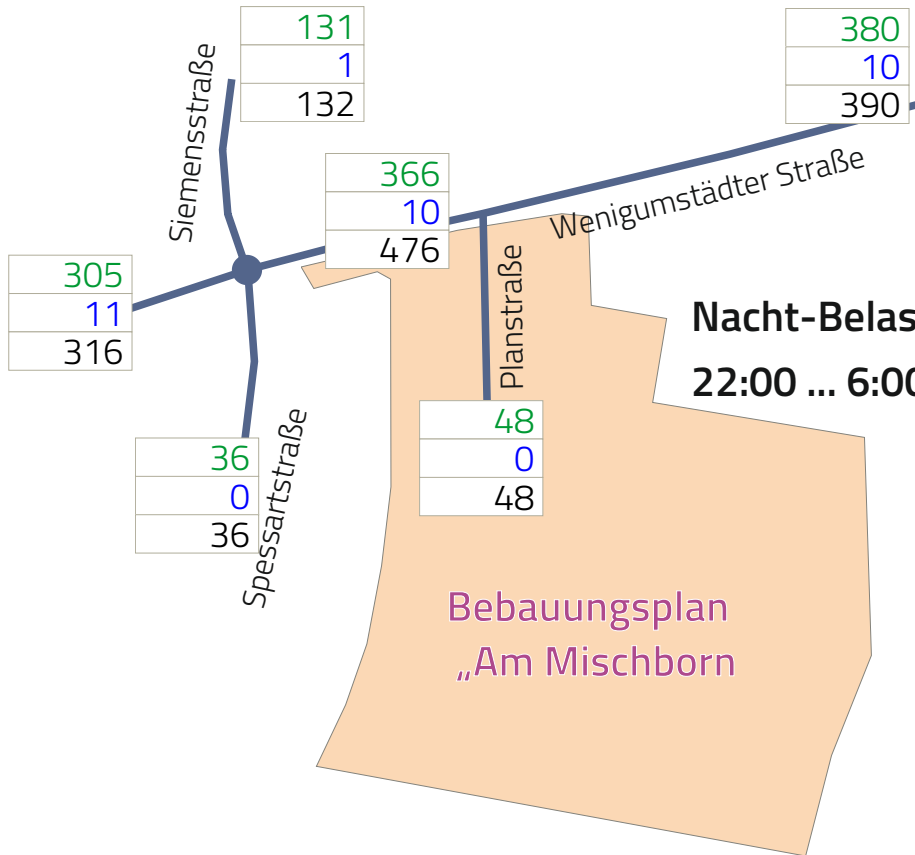 131
1
132
380
10
390
Siemensstraße
366
10
476
Wenigumstädter Straße
305
11
316
Planstraße
Nacht-Belas
22:00 ... 6:00
48
0
48
36
0
36
Spessartstraße
Bebauungsplan
„Am Mischborn